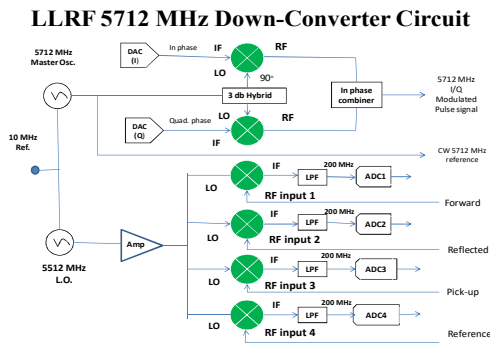 LLRF 5712 MHz Down-Converter Circuit
5712 MHz
Master Osc.
DAC
(I)
In phase
IF
LO
RF
90°
3 db Hybrid
In phase
combiner
5712 MHz
I/Q
Modulated
Pulse signal
DAC
(Q)
Quad. phase
LO
IF
RF
10 MHz
Ref.
CW 5712 MHz
reference
5512 MHz
L.O.
Amp
LO
IF
LPF
200 MHz
ADC1
RF input 1
Forward
LO
IF
LPF
200 MHz
ADC2
RF input 2
Reflected
LO
IF
LPF
200 MHz
ADC3
RF input 3
Pick-up
LO
IF
LPF
200 MHz
ADC4
RF input 4
Reference